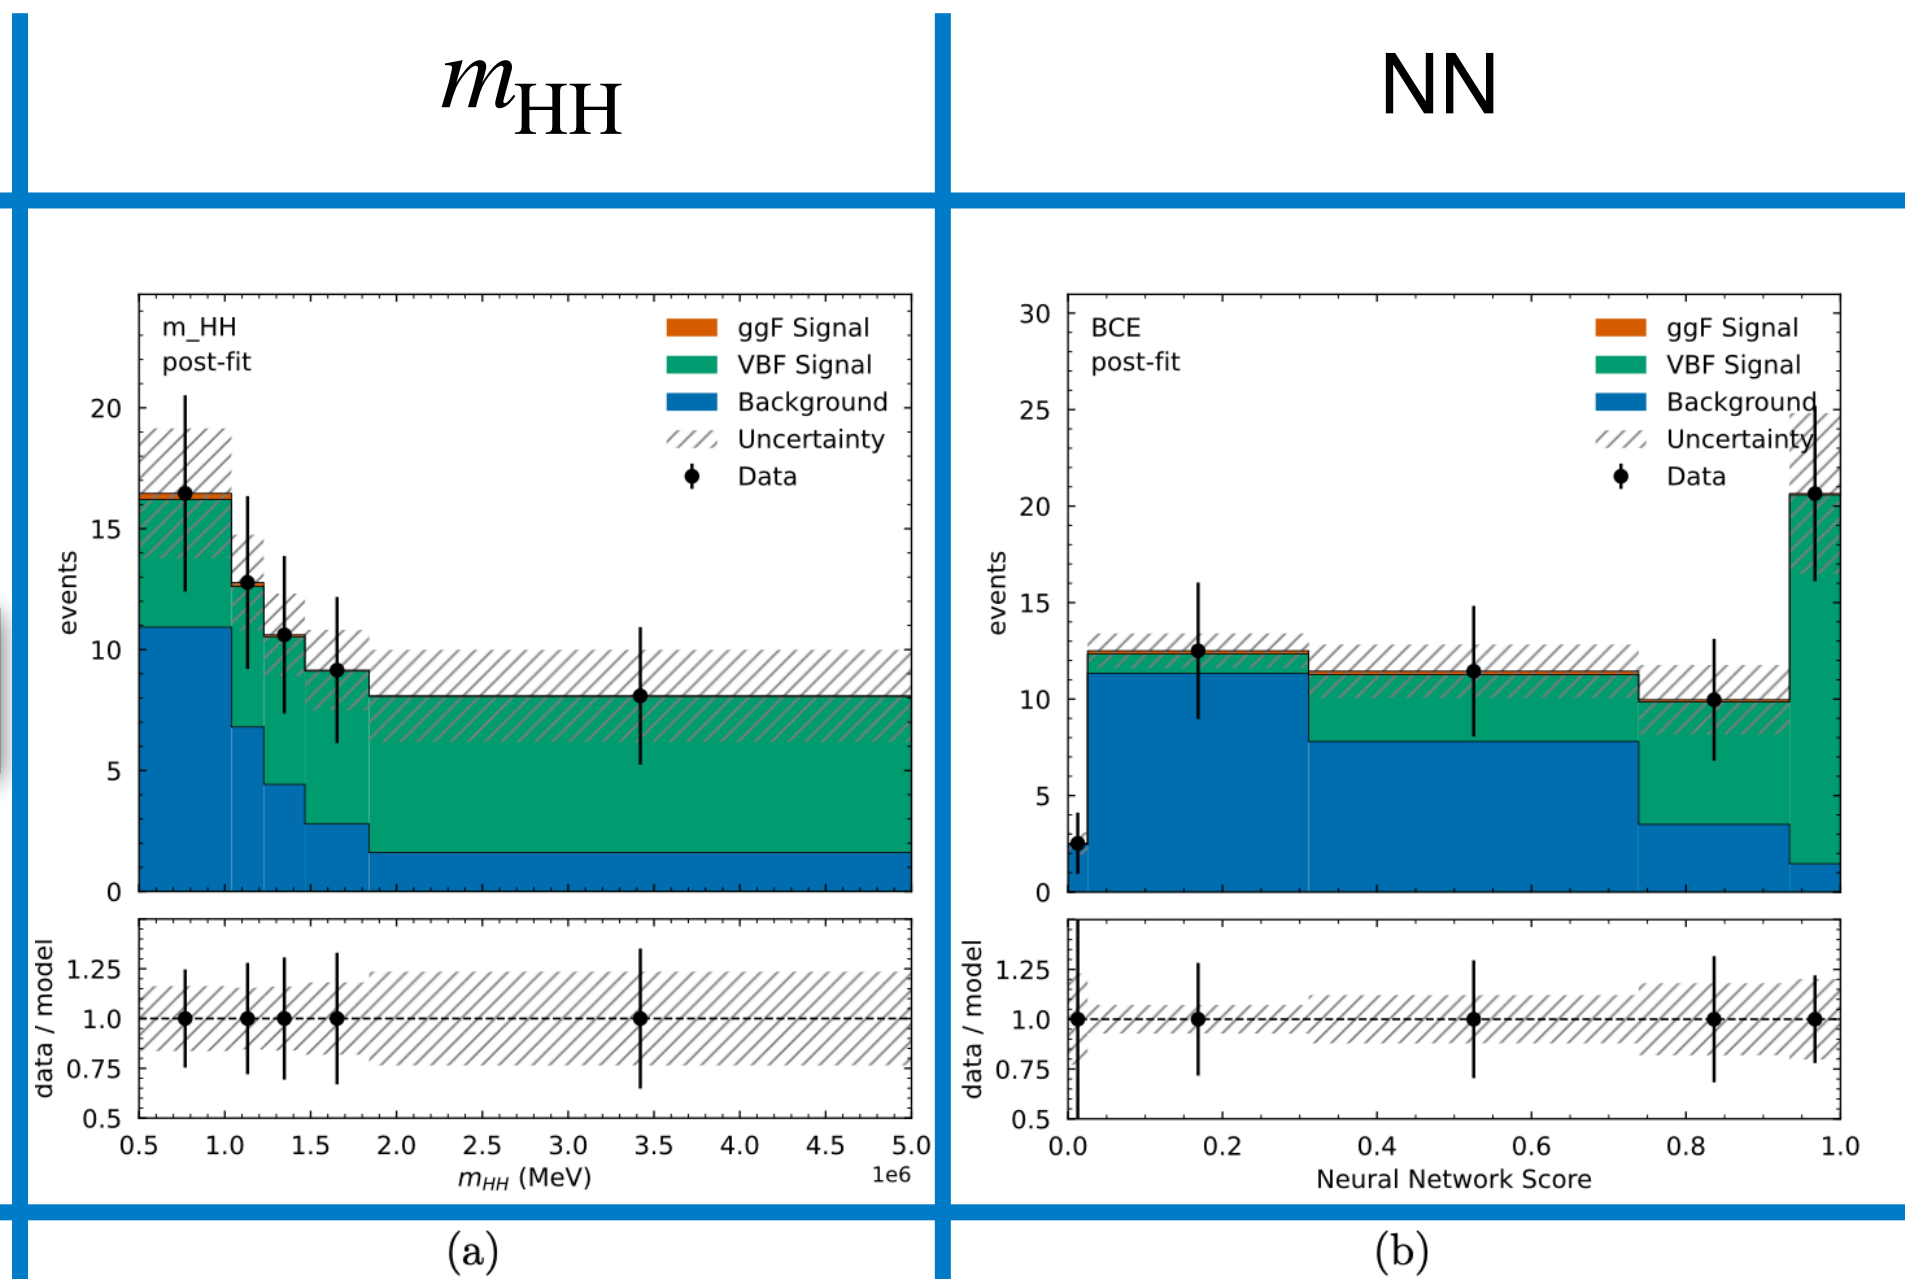 m_HH
NN
m_HH
post-fit
ggF Signal
VBF Signal
Background
Uncertainty
Data
events
20
15
10
5
0
data / model
1.25
1.0
0.75
0.5
0.5 1.0 1.5 2.0 2.5 3.0 3.5 4.0 4.5 5.0
1e6
m_HH (MeV)
(a)
BCE
post-fit
ggF Signal
VBF Signal
Background
Uncertainty
Data
events
30
25
20
15
10
5
0
data / model
1.25
1.0
0.75
0.5
0.0 0.2 0.4 0.6 0.8 1.0
Neural Network Score
(b)